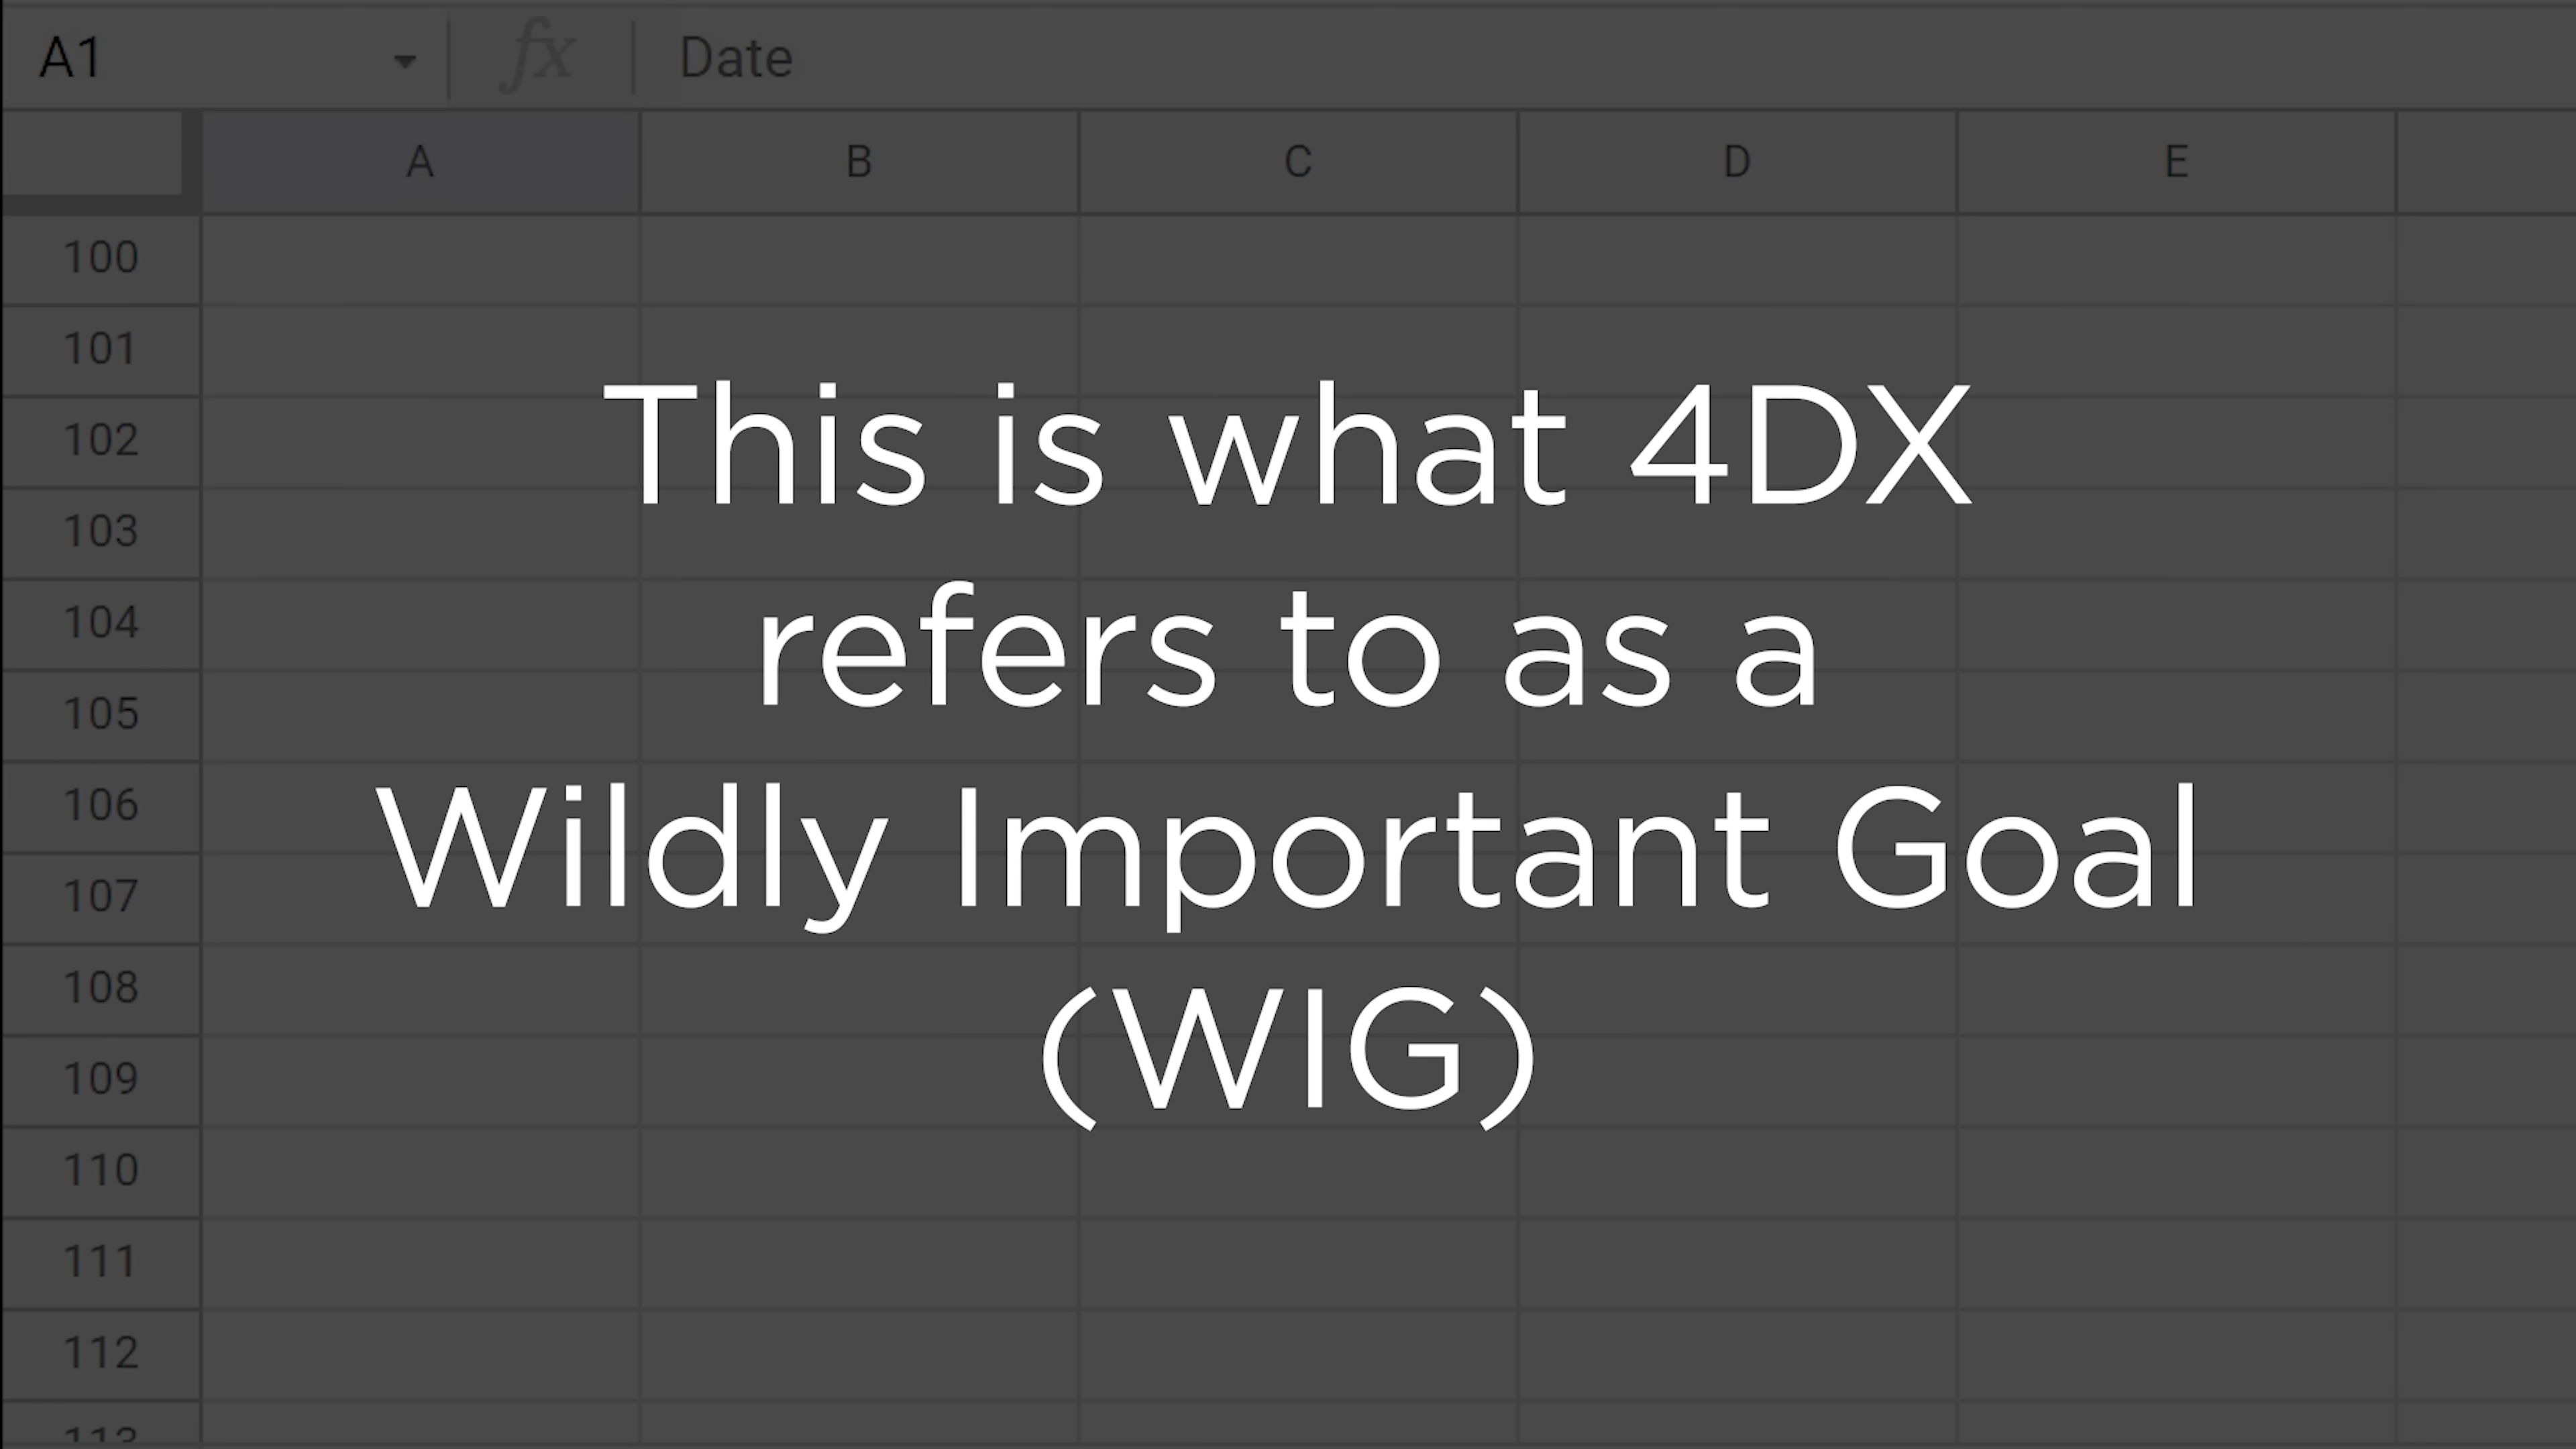 A1 fx Date
A B C D E
100
101
102
103
104
105
106
107
108
109
110
111
112
113
This is what 4DX
refers to as a
Wildly Important Goal
(WIG)